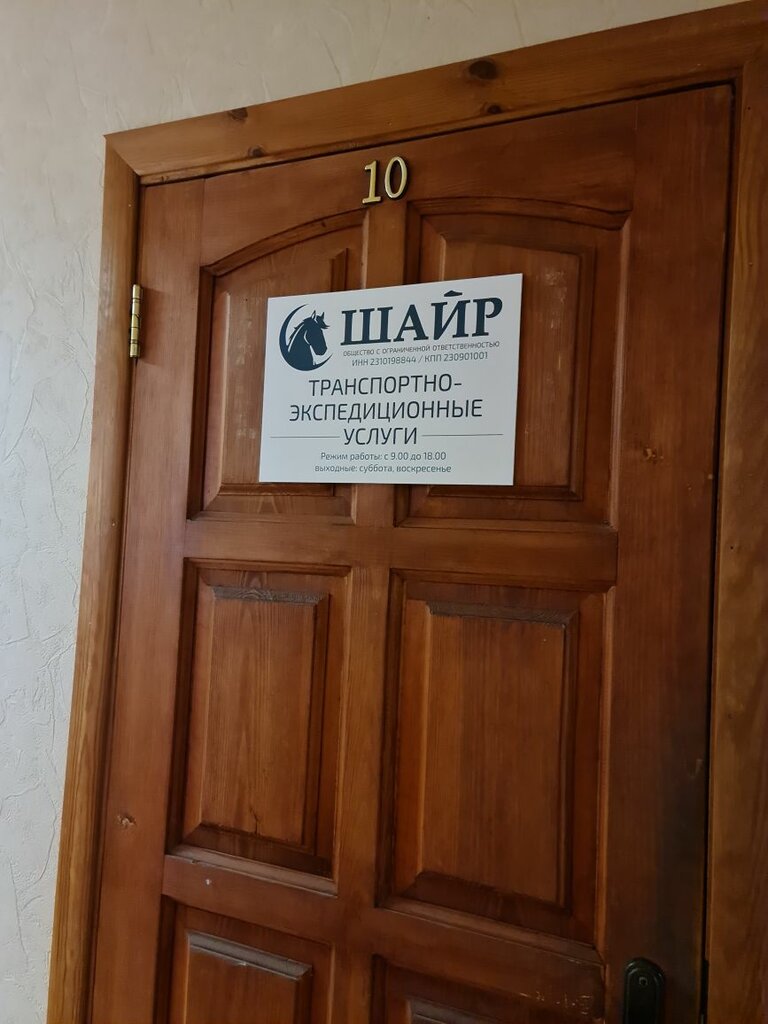 10
ШАЙР
ОБЩЕСТВО С ОГРАНИЧЕННОЙ ОТВЕТСТВЕННОСТЬЮ
ИНН 2310198844 / КПП 230901001
ТРАНСПОРТНО-
ЭКСПЕДИЦИОННЫЕ
УСЛУГИ
Режим работы: с 9.00 до 18.00
выходные: суббота, воскресенье